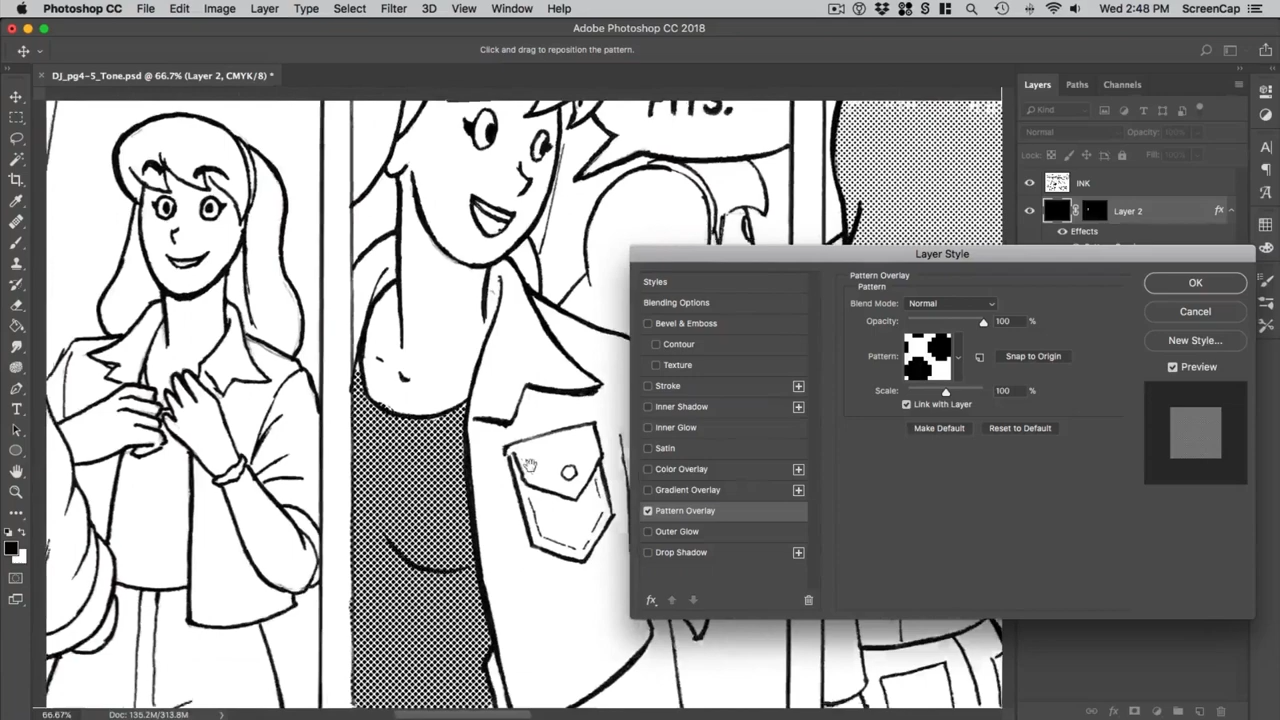 Photoshop CC File Edit Image Layer Type Select Filter 3D View Window Help Wed 2:48 PM ScreenCap
Adobe Photoshop CC 2018
Click and drag to reposition the pattern.
DJ_pg4-5_Tone.psd @ 66.7% (Layer 2, CMYK/8) *
Layers Paths Channels
Kind
Normal Opacity: 100%
Lock: Fill: 100%
INK
Layer 2 fx
Effects
Layer Style
Styles
Blending Options
Bevel & Emboss
Contour
Texture
Stroke
Inner Shadow
Inner Glow
Satin
Color Overlay
Gradient Overlay
Pattern Overlay
Outer Glow
Drop Shadow
fx
Pattern Overlay
Pattern
Blend Mode: Normal
Opacity: 100 %
Pattern: Snap to Origin
Scale: 100 %
Link with Layer
Make Default Reset to Default
OK
Cancel
New Style...
Preview
66.67% Doc: 135.2M/313.8M